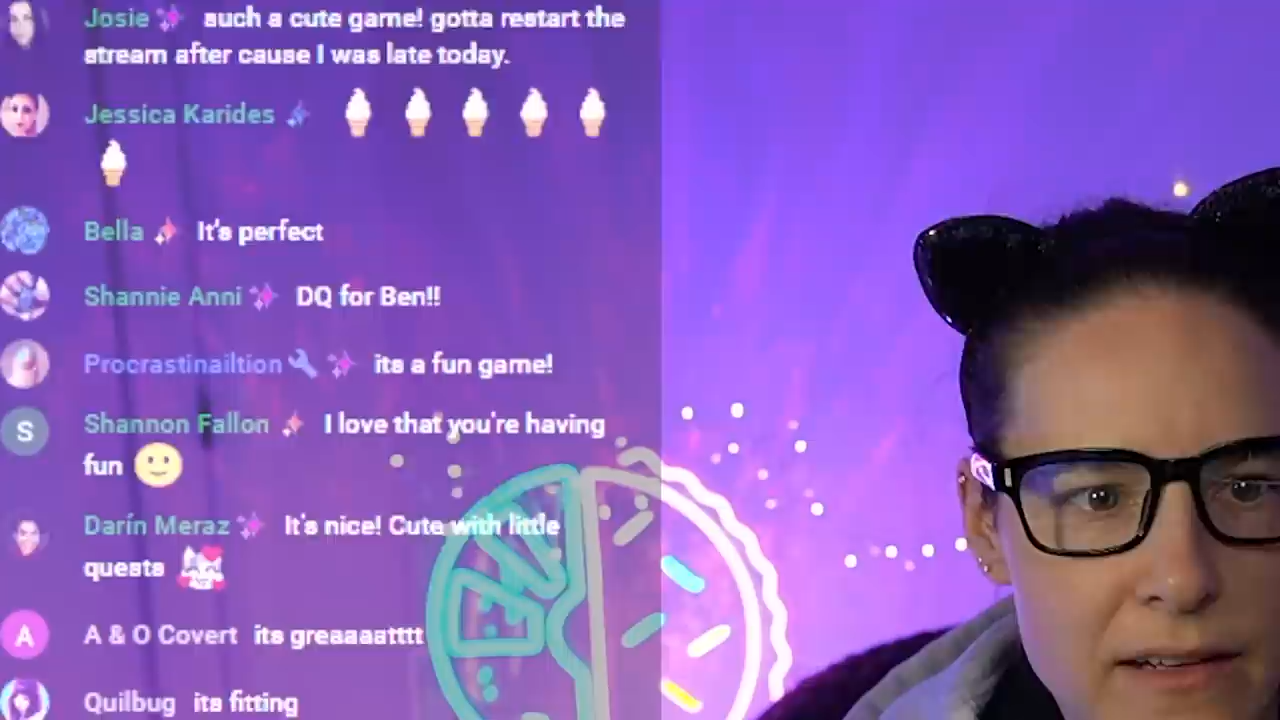 Josie such a cute game! gotta restart the
stream after cause I was late today.
Jessica Karides
Bella It's perfect
Shannie Anni DQ for Ben!!
Procrastinailtion its a fun game!
S
Shannon Fallon I love that you're having
fun
Darín Meraz It's nice! Cute with little
quests
A
A & O Covert its greaaaatttt
Quilbug its fitting